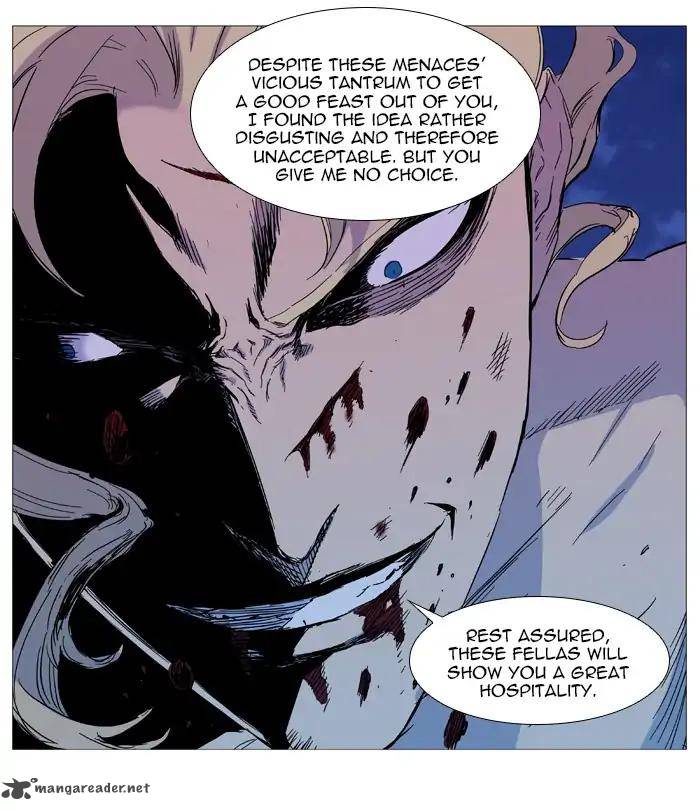 DESPITE THESE MENACES'
VICIOUS TANTRUM TO GET
A GOOD FEAST OUT OF YOU,
I FOUND THE IDEA RATHER
DISGUSTING AND THEREFORE
UNACCEPTABLE. BUT YOU
GIVE ME NO CHOICE.
REST ASSURED,
THESE FELLAS WILL
SHOW YOU A GREAT
HOSPITALITY.
mangareader.net